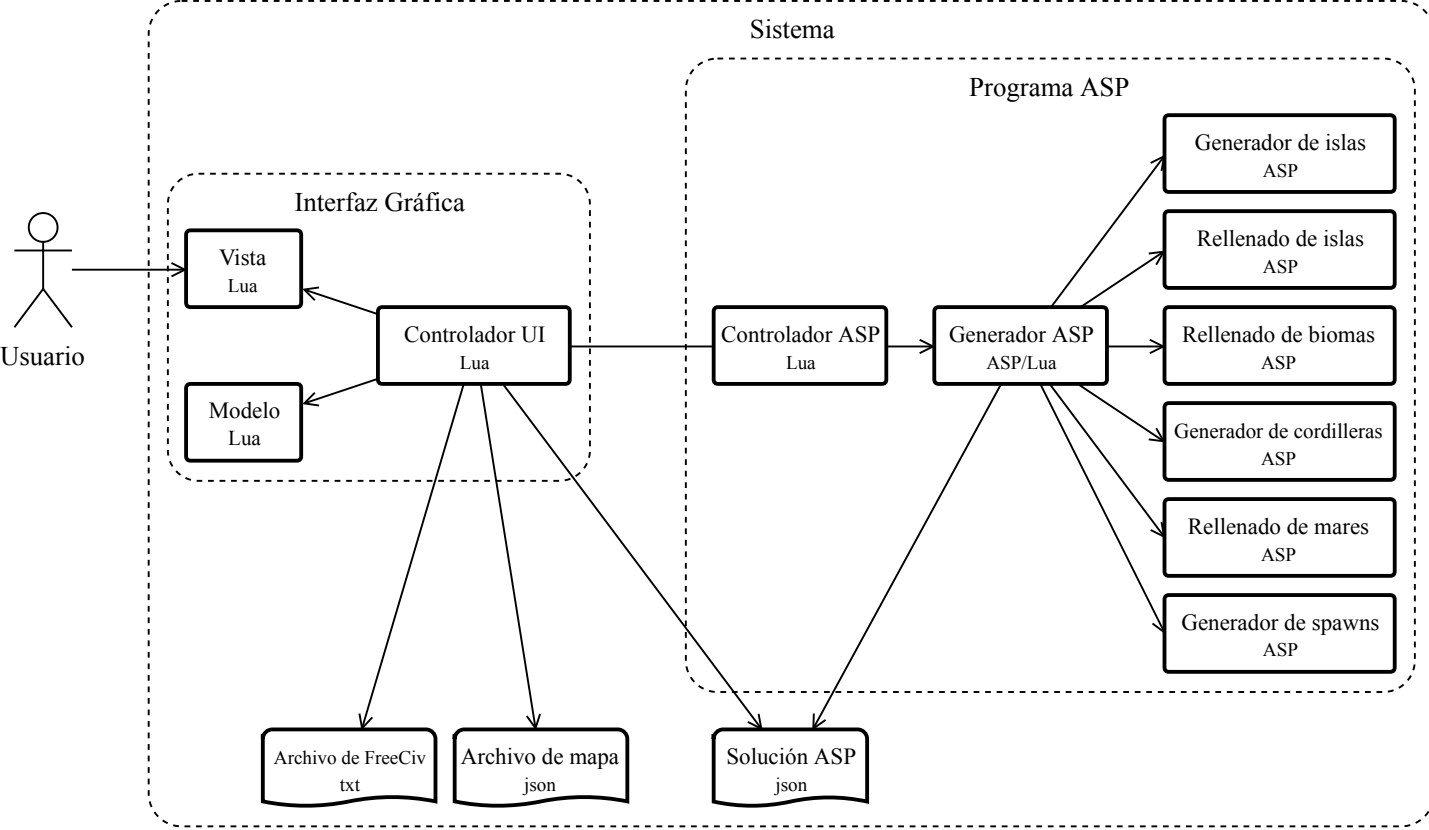 Sistema
Programa ASP
Generador de islas
ASP
Interfaz Gráfica
Rellenado de islas
ASP
Vista
Lua
Usuario
Controlador UI
Lua
Controlador ASP
Lua
Generador ASP
ASP/Lua
Rellenado de biomas
ASP
Modelo
Lua
Generador de cordilleras
ASP
Rellenado de mares
ASP
Generador de spawns
ASP
Archivo de FreeCiv
txt
Archivo de mapa
json
Solución ASP
json